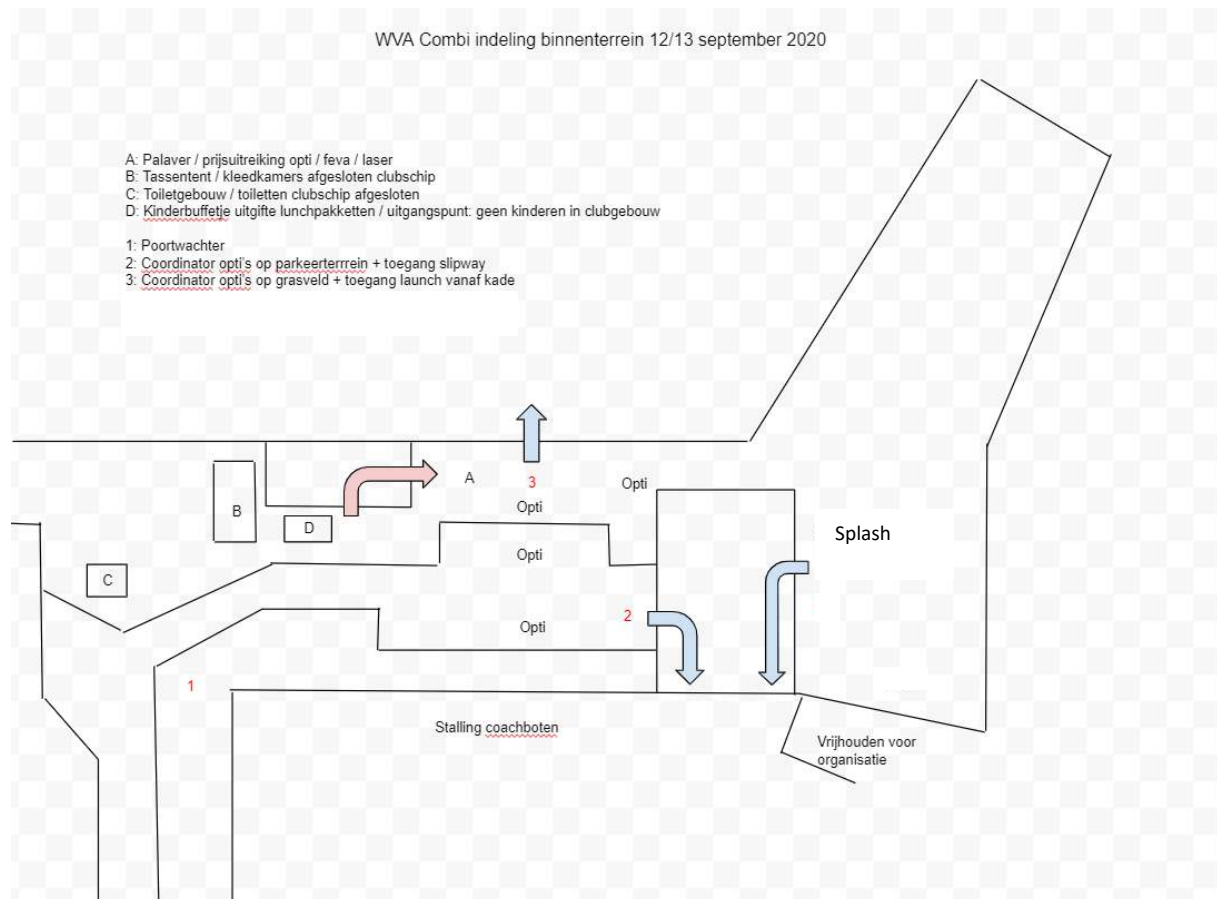 WVA Combi indeling binnenterrein 12/13 september 2020
A: Palaver / prijsuitreiking opti / feva / laser
B: Tassentent / kleedkamers afgesloten clubschip
C: Toiletgebouw / toiletten clubschip afgesloten
D: Kinderbuffetje uitgifte lunchpakketten / uitgangspunt: geen kinderen in clubgebouw
1: Poortwachter
2: Coordinator opti's op parkeerterrrein + toegang slipway
3: Coordinator opti's op grasveld + toegang launch vanaf kade
A
3
Opti
Opti
B
D
Splash
Opti
C
2
Opti
1
Stalling coachboten
Vrijhouden voor
organisatie